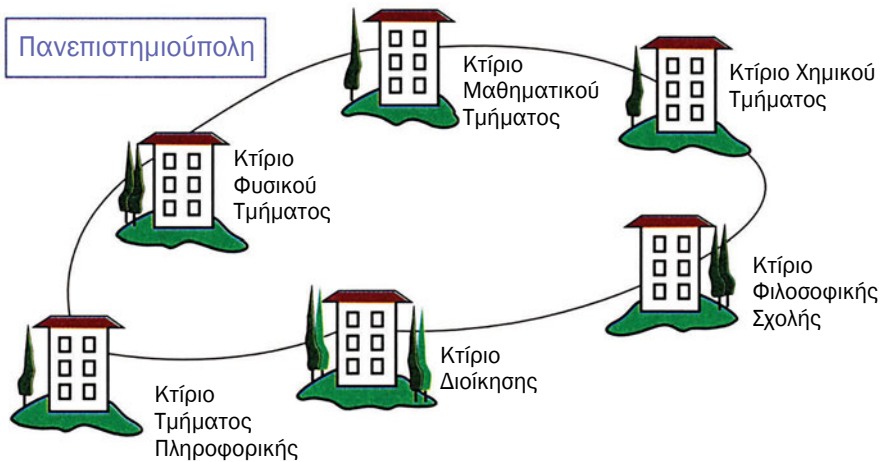 Πανεπιστημιούπολη
Κτίριο
Μαθηματικού
Τμήματος
Κτίριο Χημικού
Τμήματος
Κτίριο
Φυσικού
Τμήματος
Κτίριο
Φιλοσοφικής
Σχολής
Κτίριο
Διοίκησης
Κτίριο
Τμήματος
Πληροφορικής